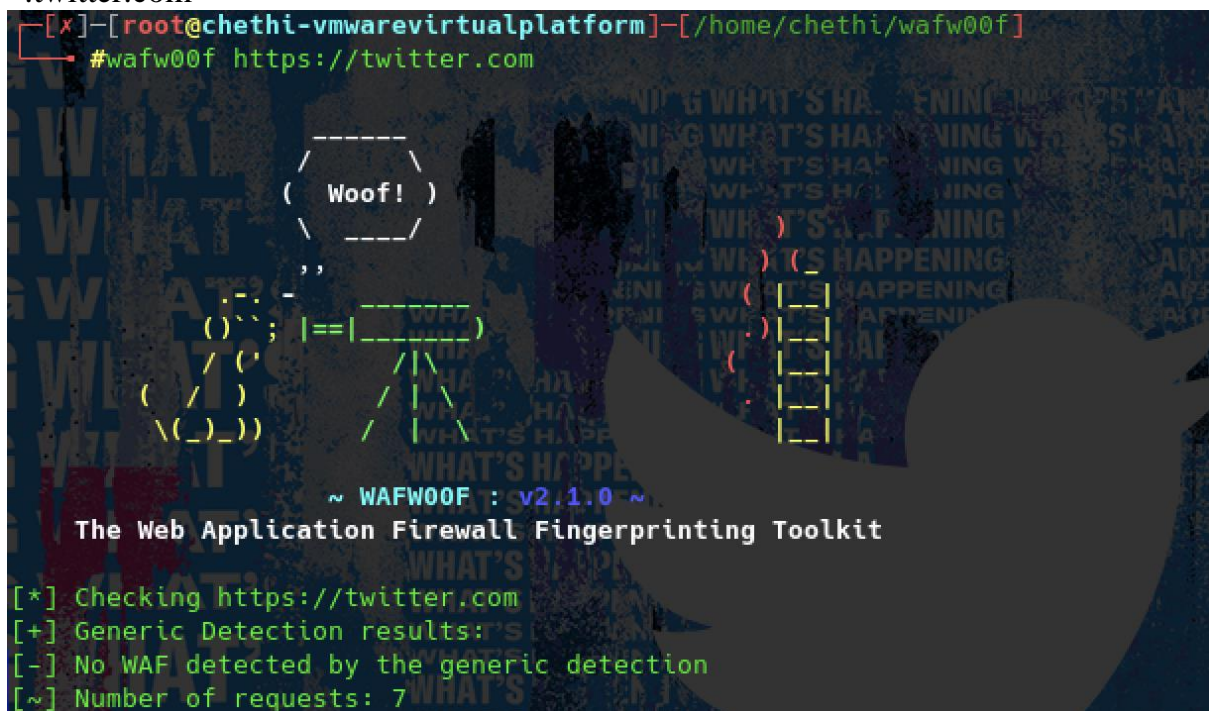 .twitter.com
┌─[✗]─[root@chethi-vmwarevirtualplatform]─[/home/chethi/wafw00f]
└──╼ #wafw00f https://twitter.com
Woof!
~ WAFW00F : v2.1.0 ~
The Web Application Firewall Fingerprinting Toolkit
[*] Checking https://twitter.com
[+] Generic Detection results:
[-] No WAF detected by the generic detection
[~] Number of requests: 7